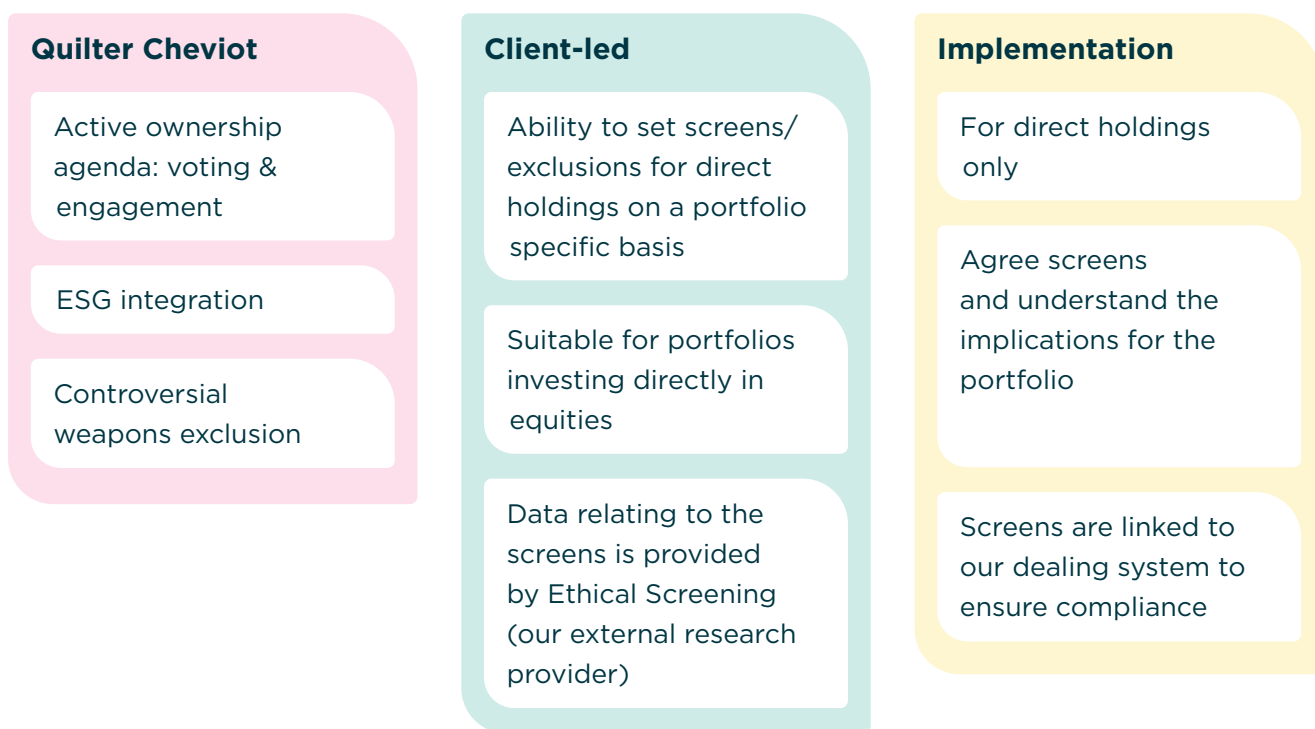 Quilter Cheviot
Active ownership
agenda: voting &
engagement
ESG integration
Controversial
weapons exclusion
Client-led
Ability to set screens/
exclusions for direct
holdings on a portfolio
specific basis
Suitable for portfolios
investing directly in
equities
Data relating to the
screens is provided
by Ethical Screening
(our external research
provider)
Implementation
For direct holdings
only
Agree screens
and understand the
implications for the
portfolio
Screens are linked to
our dealing system to
ensure compliance